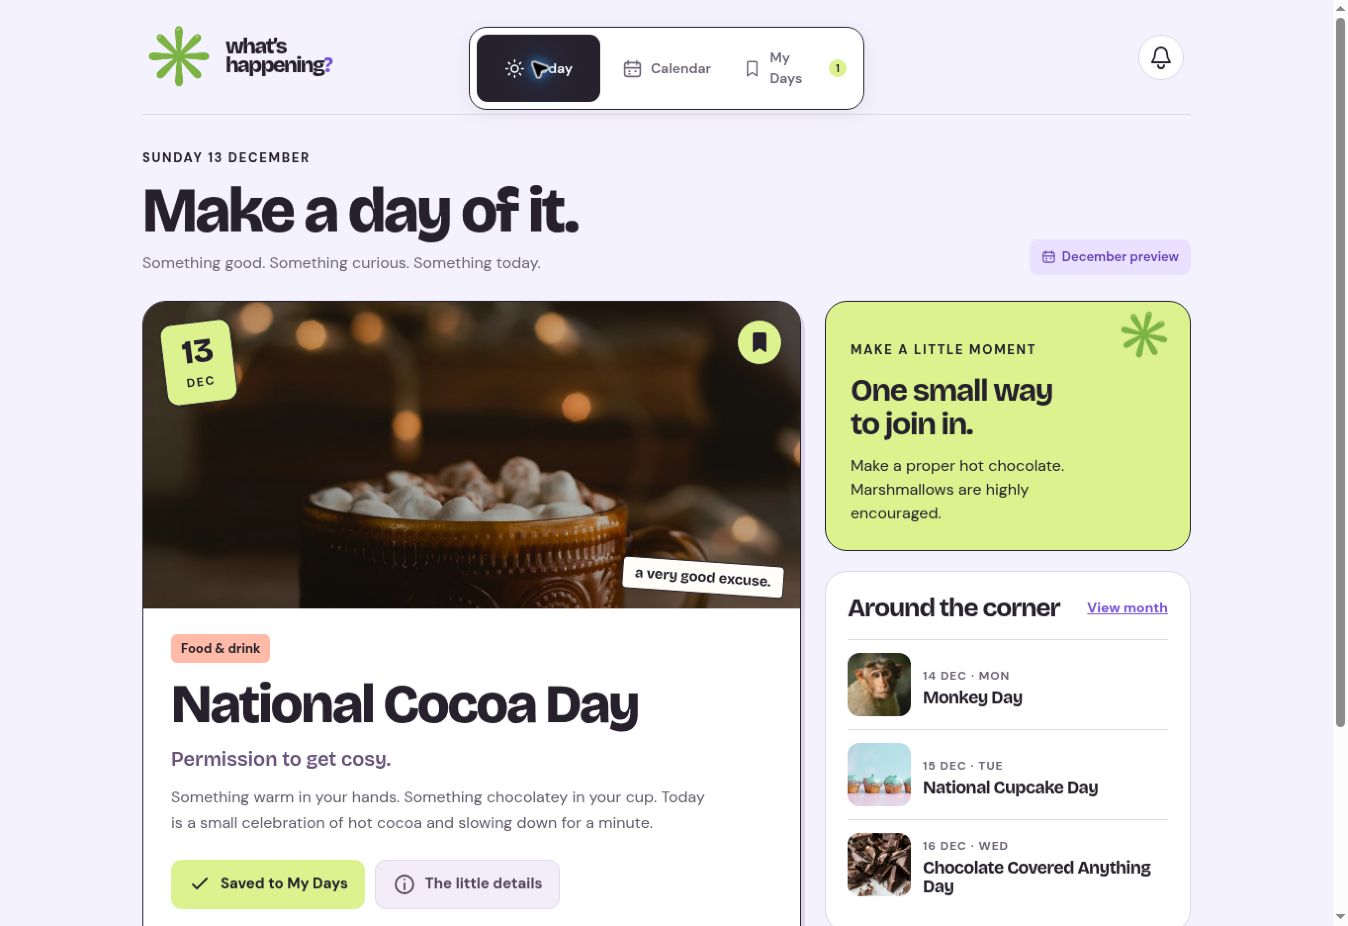 what's
happening?
day
Calendar
My
Days
1
SUNDAY 13 DECEMBER
Make a day of it.
Something good. Something curious. Something today.
December preview
13
DEC
a very good excuse.
Food & drink
National Cocoa Day
Permission to get cosy.
Something warm in your hands. Something chocolatey in your cup. Today
is a small celebration of hot cocoa and slowing down for a minute.
Saved to My Days
The little details
MAKE A LITTLE MOMENT
One small way
to join in.
Make a proper hot chocolate.
Marshmallows are highly
encouraged.
Around the corner
View month
14 DEC · MON
Monkey Day
15 DEC · TUE
National Cupcake Day
16 DEC · WED
Chocolate Covered Anything
Day